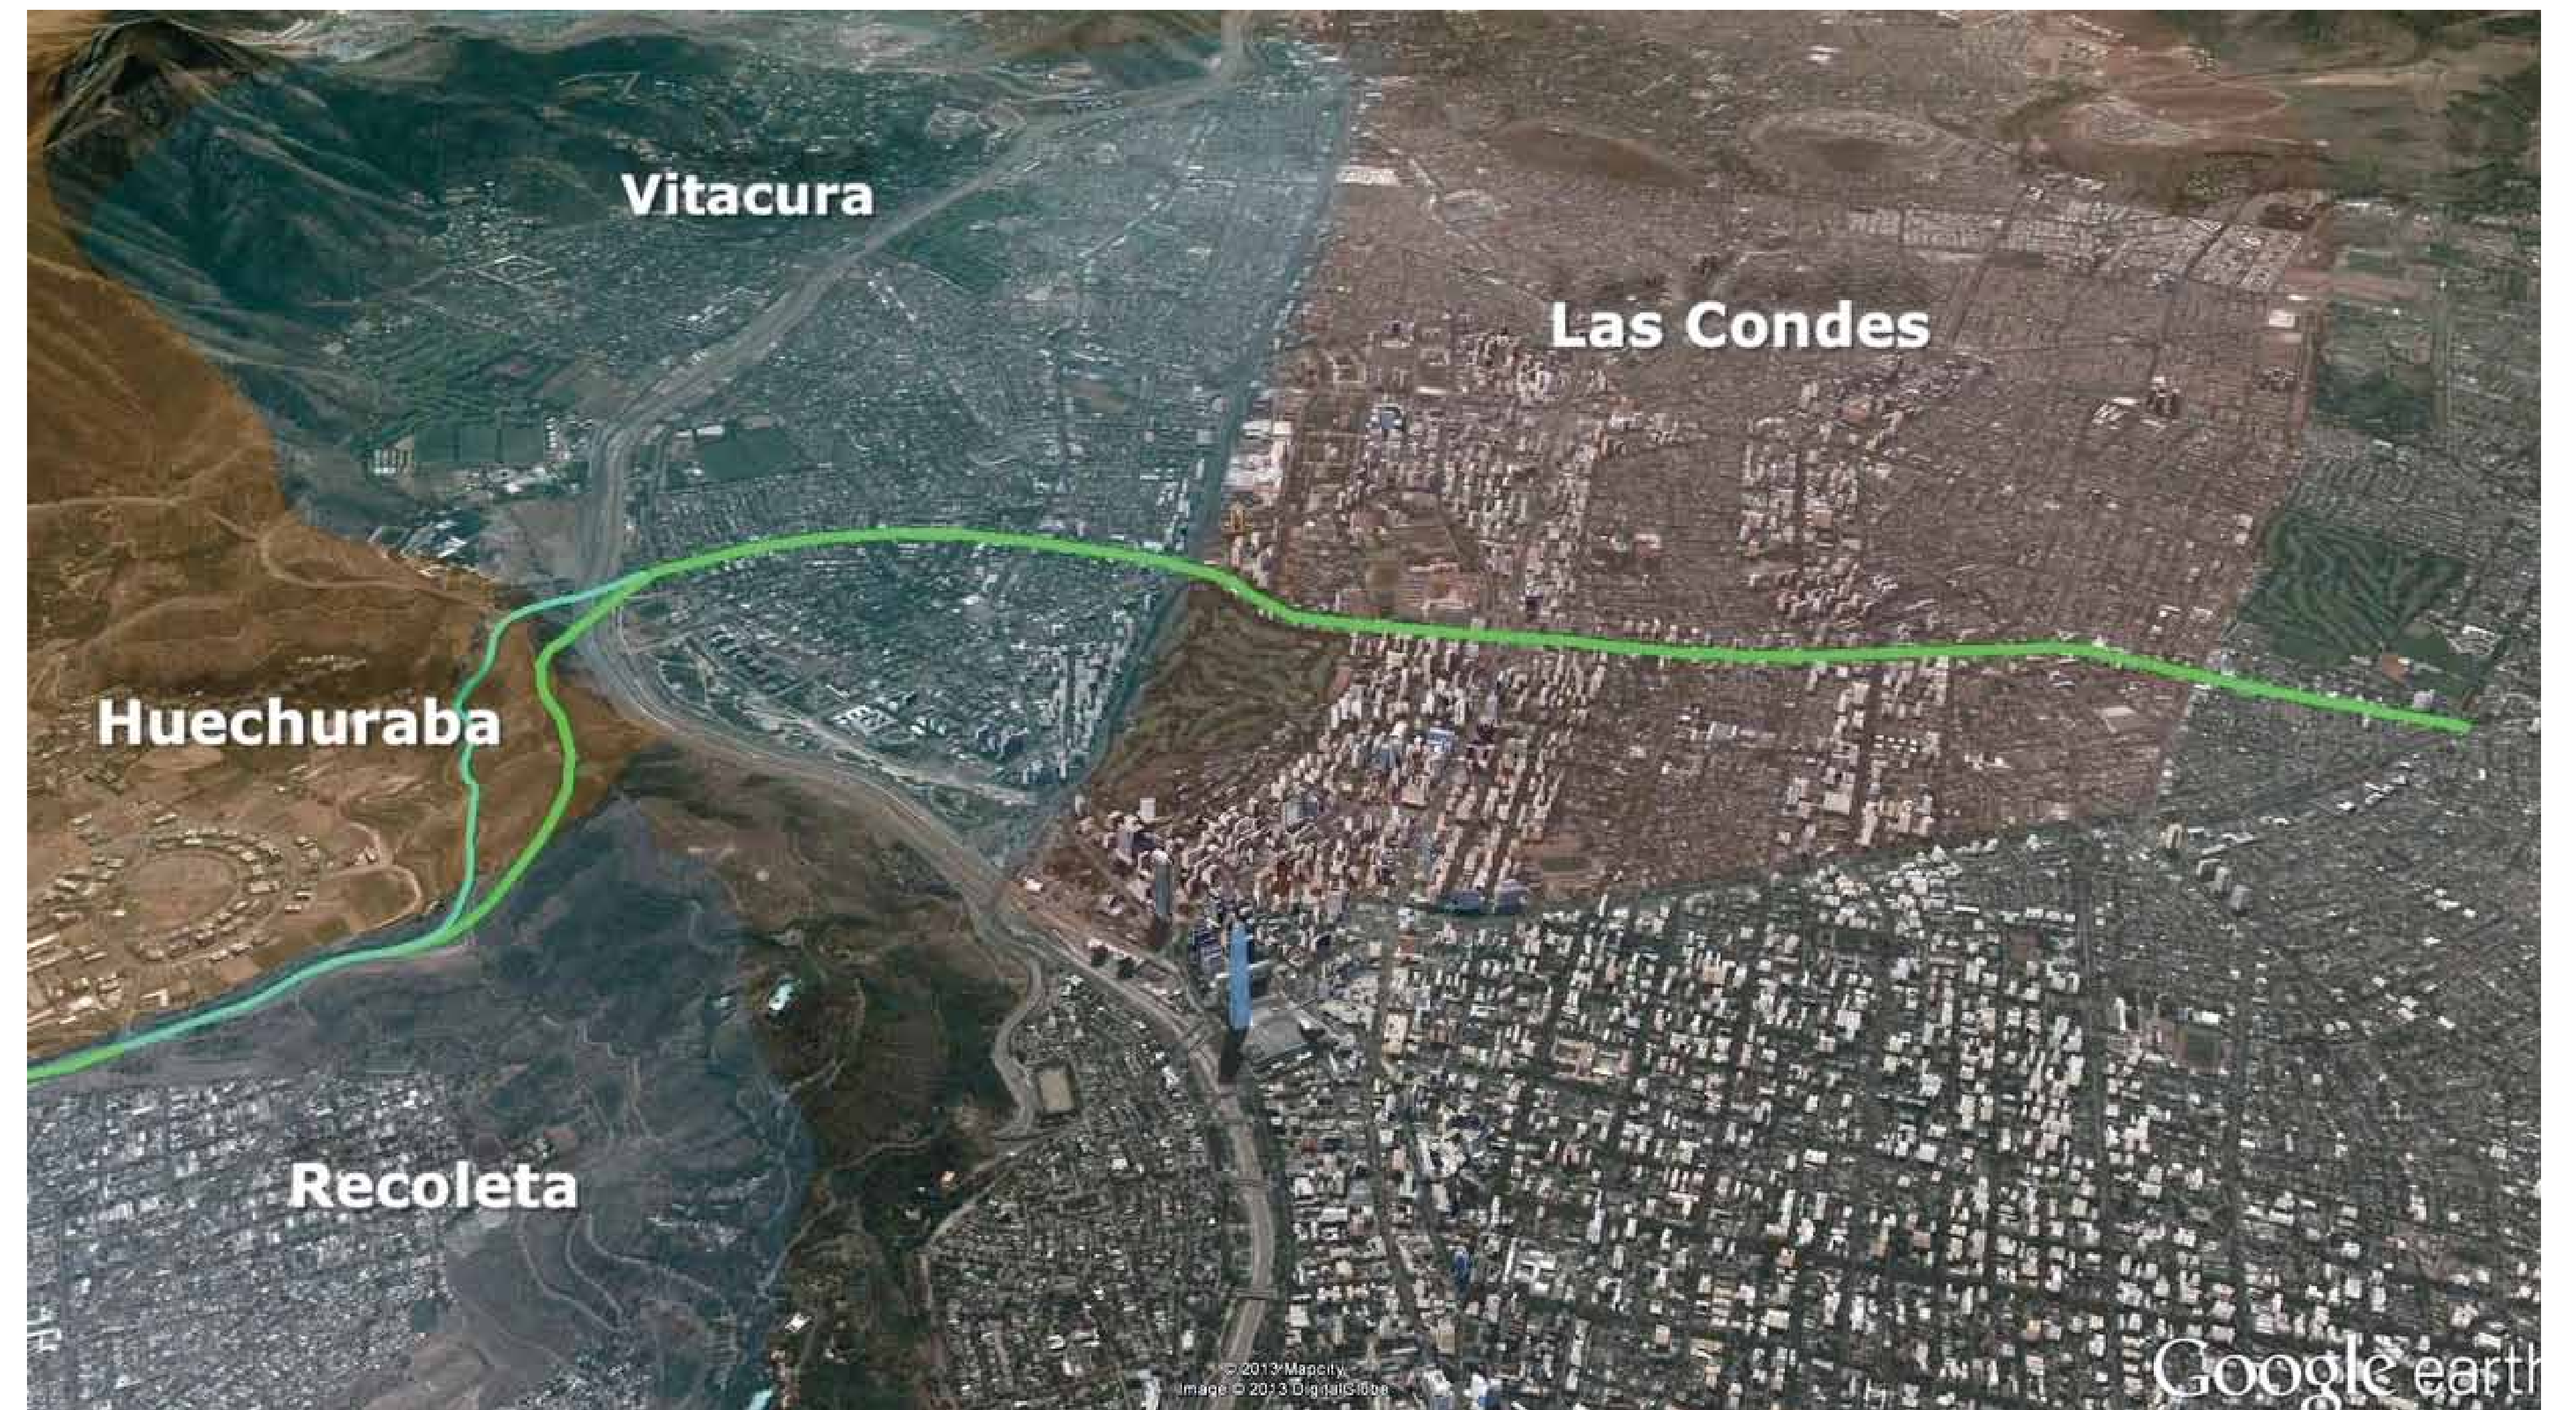 Vitacura
Las Condes
Huechuraba
Recoleta
© 2013 Mapcity
Image © 2013 DigitalGlobe
Google earth